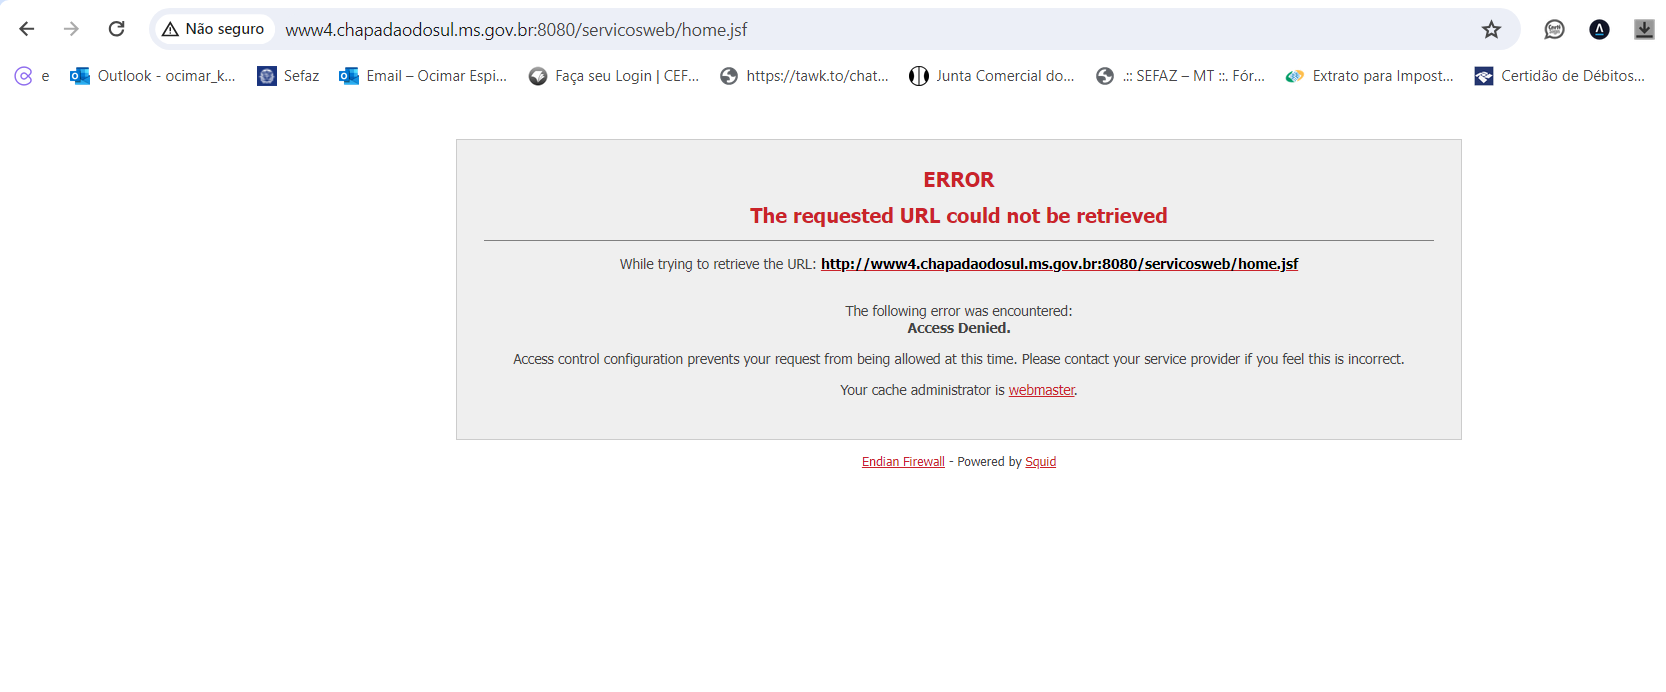 Não seguro www4.chapadaodosul.ms.gov.br:8080/servicosweb/home.jsf
e Outlook - ocimar_k... Sefaz Email – Ocimar Espi... Faça seu Login | CEF... https://tawk.to/chat... Junta Comercial do... .:: SEFAZ – MT ::. Fór... Extrato para Impost... Certidão de Débitos...
ERROR
The requested URL could not be retrieved
While trying to retrieve the URL: http://www4.chapadaodosul.ms.gov.br:8080/servicosweb/home.jsf
The following error was encountered:
Access Denied.
Access control configuration prevents your request from being allowed at this time. Please contact your service provider if you feel this is incorrect.
Your cache administrator is webmaster.
Endian Firewall - Powered by Squid